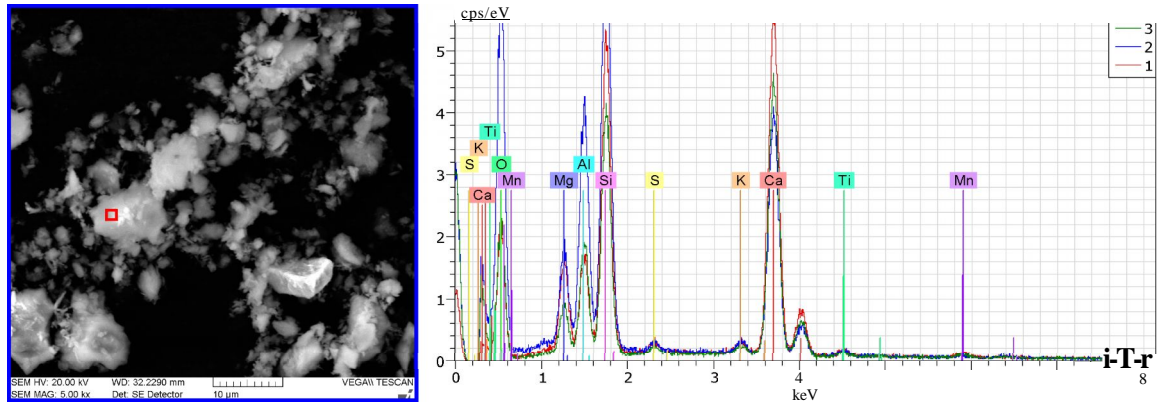 cps/eV
5
4
3
2
1
0
3
2
1
Ti
K
S
O
Al
Ca
Mn
Mg
Si
S
K
Ca
Ti
Mn
i-T-r
0 1 2 3 4 8
keV
SEM HV: 20.00 kV WD: 32.2290 mm VEGA\\ TESCAN
SEM MAG: 5.00 kx Det: SE Detector 10 µm